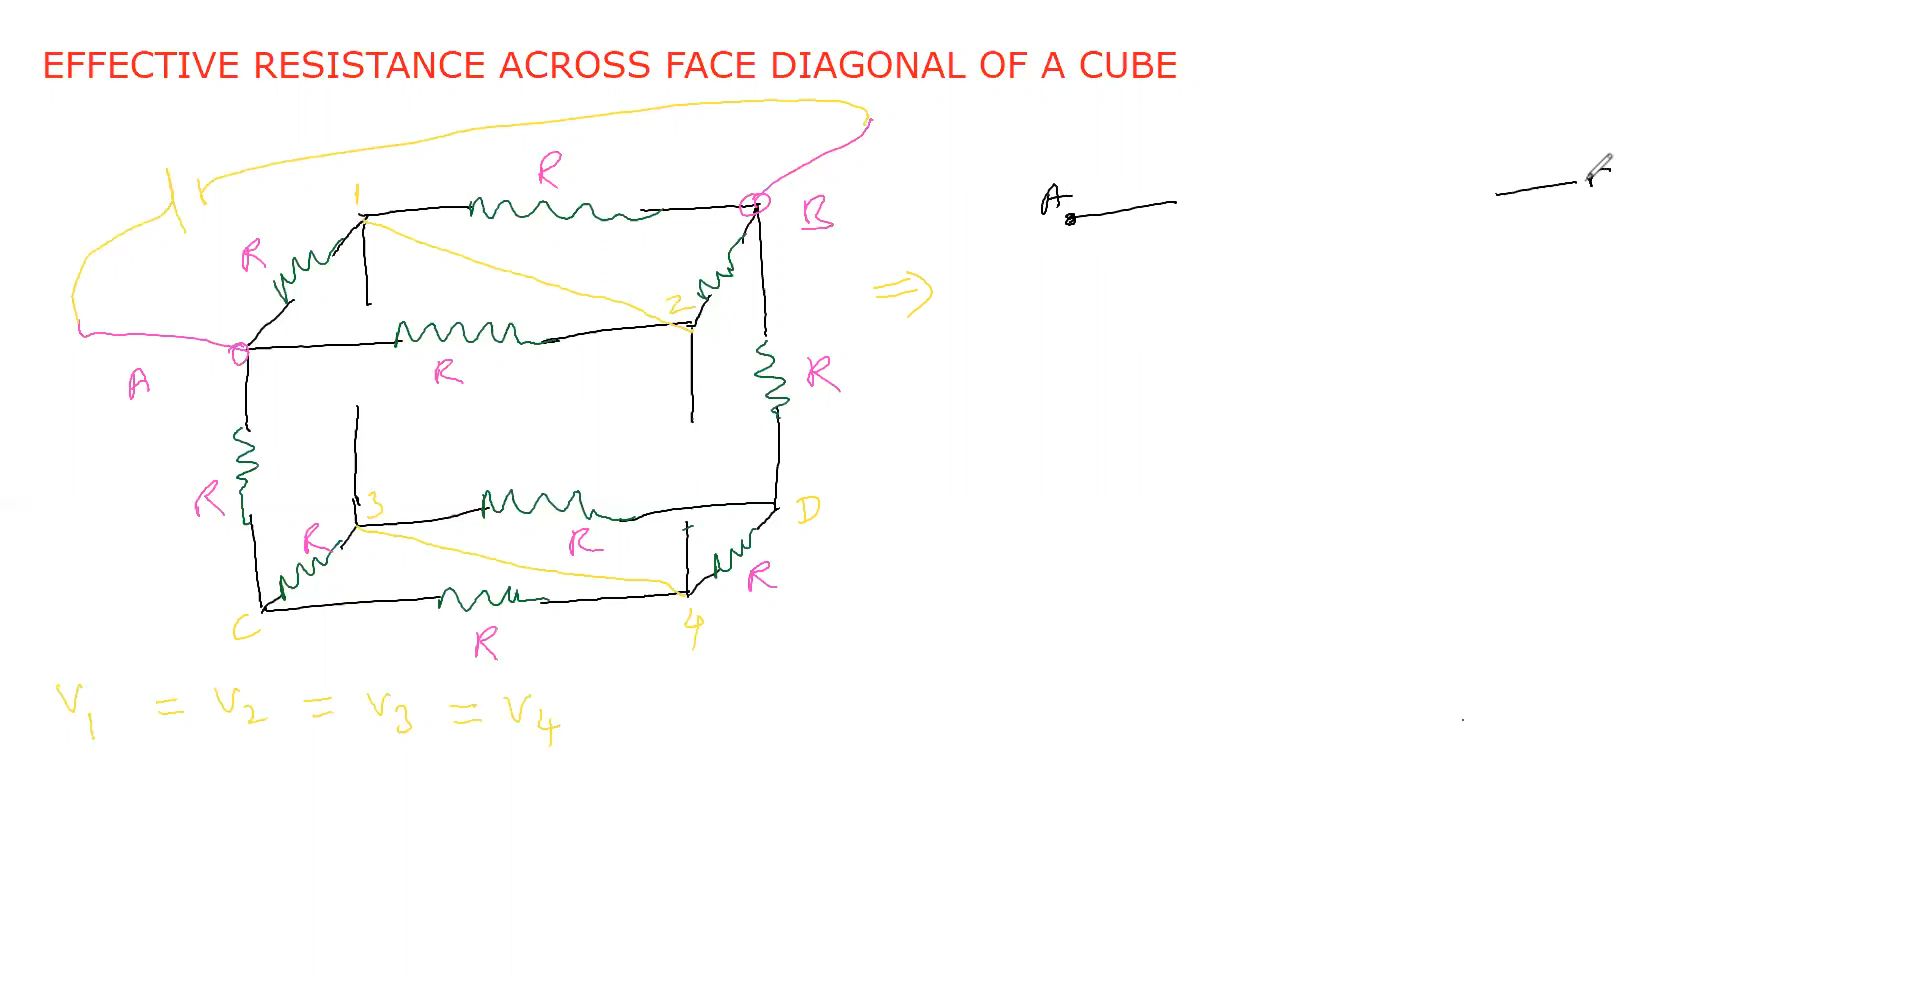 EFFECTIVE RESISTANCE ACROSS FACE DIAGONAL OF A CUBE
R
1
A
B
R
2
R
A
R
R
3
D
R
R
R
C
4
R
V1 = V2 = V3 = V4